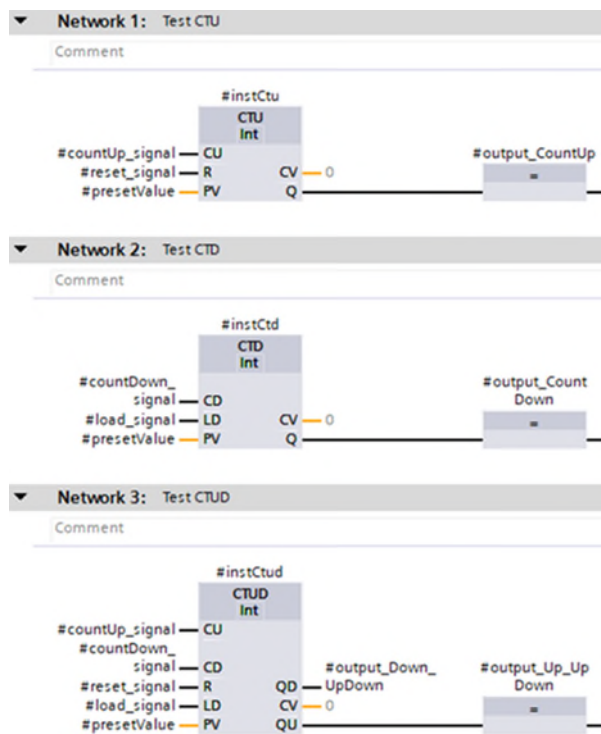 Network 1: Test CTU
Comment
#instCtu
CTU
Int
#countUp_signal CU
#output_CountUp
#reset_signal R CV 0
=
#presetValue PV Q
Network 2: Test CTD
Comment
#instCtd
CTD
Int
#countDown_
signal CD
#output_Count
Down
#load_signal LD CV 0
=
#presetValue PV Q
Network 3: Test CTUD
Comment
#instCtud
CTUD
Int
#countUp_signal CU
#countDown_
signal CD
#output_Down_
UpDown
#output_Up_Up
Down
#reset_signal R QD
#load_signal LD CV 0
=
#presetValue PV QU